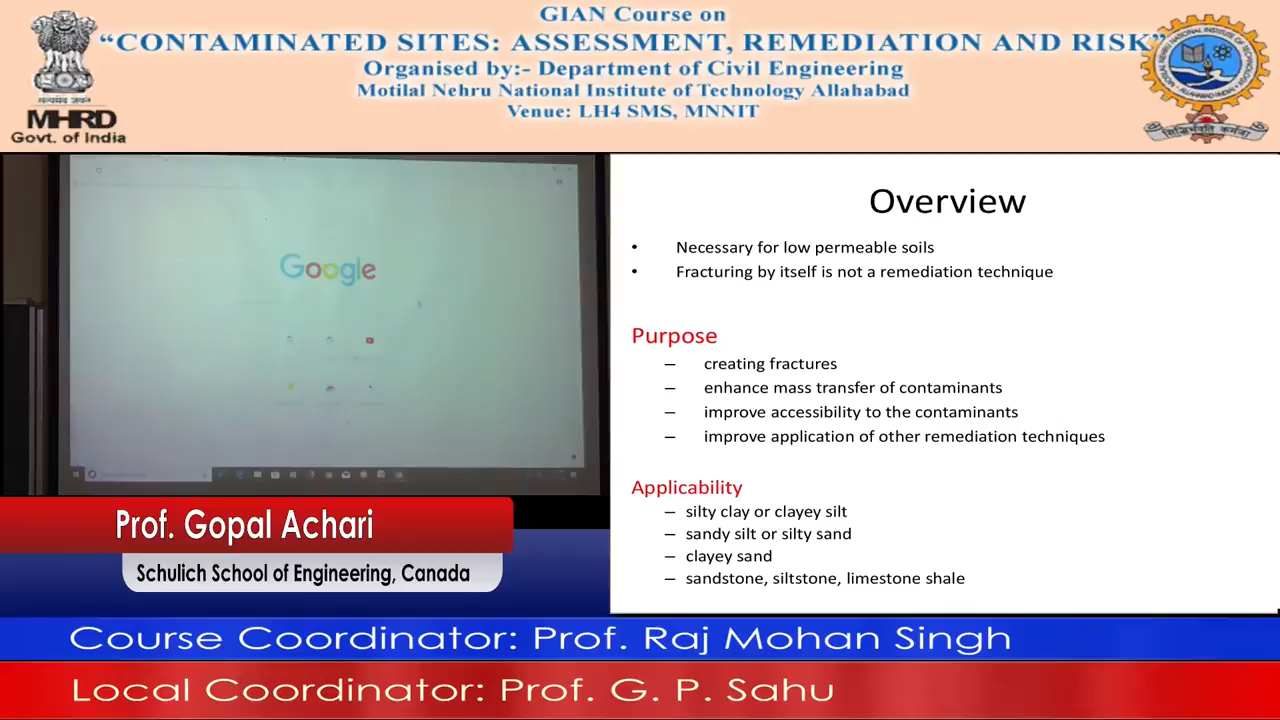 GIAN Course on
“CONTAMINATED SITES: ASSESSMENT, REMEDIATION AND RISK”
Organised by:- Department of Civil Engineering
Motilal Nehru National Institute of Technology Allahabad
Venue: LH4 SMS, MNNIT
सत्यमेव जयते
MHRD
Govt. of India
Google
Overview
• Necessary for low permeable soils
• Fracturing by itself is not a remediation technique
Purpose
– creating fractures
– enhance mass transfer of contaminants
– improve accessibility to the contaminants
– improve application of other remediation techniques
Applicability
– silty clay or clayey silt
– sandy silt or silty sand
– clayey sand
– sandstone, siltstone, limestone shale
Prof. Gopal Achari
Schulich School of Engineering, Canada
Course Coordinator: Prof. Raj Mohan Singh
Local Coordinator: Prof. G. P. Sahu